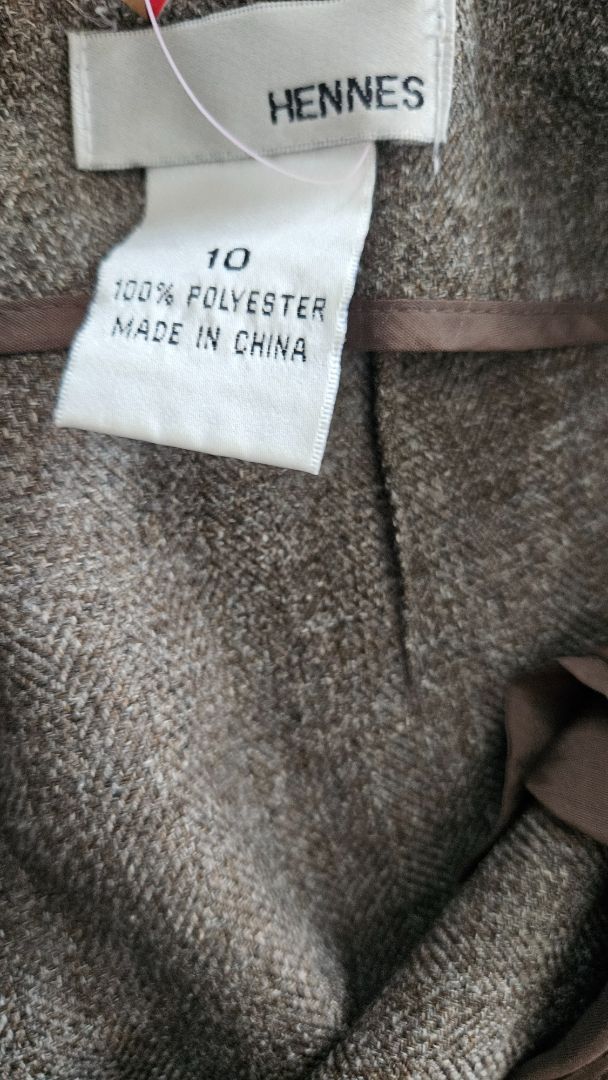 HENNES
10
100% POLYESTER
MADE IN CHINA